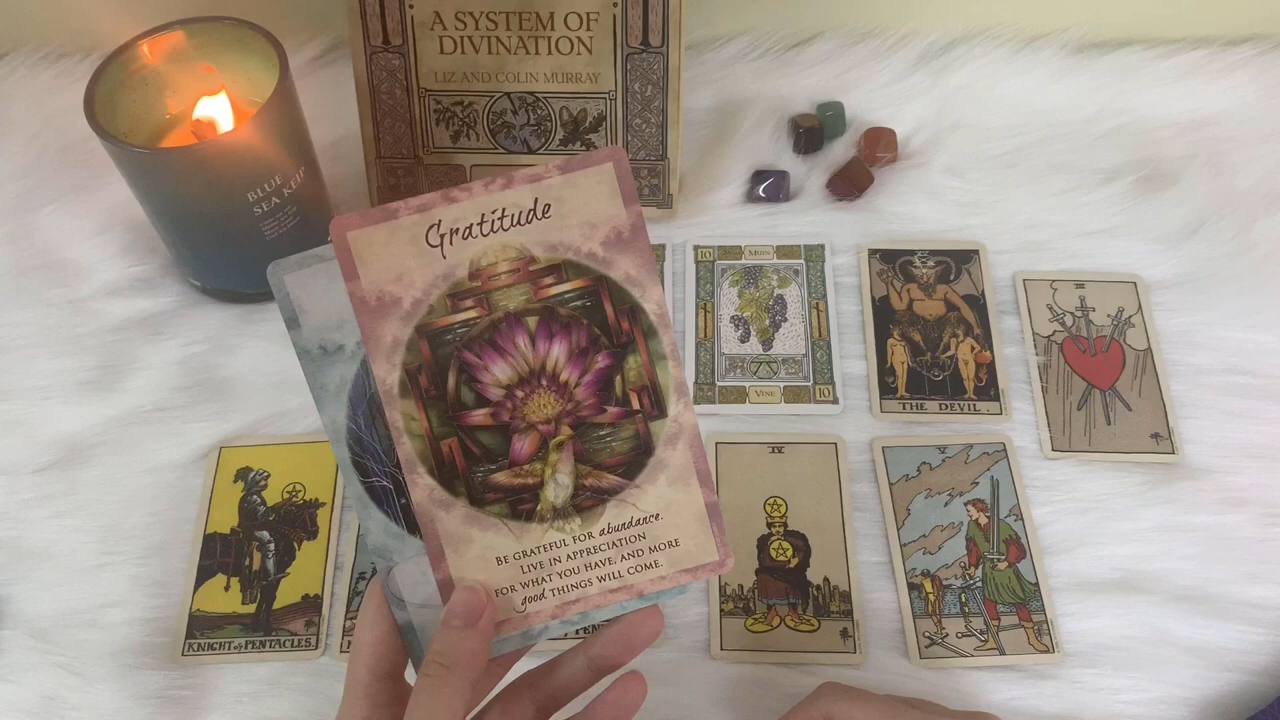 A SYSTEM OF
DIVINATION
LIZ AND COLIN MURRAY
BLUE
SEA KELP
Gratitude
BE GRATEFUL FOR abundance.
LIVE IN APPRECIATION
FOR WHAT YOU HAVE, AND MORE
good THINGS WILL COME.
10
MUIN
VINE
10
THE DEVIL.
III
KNIGHT of PENTACLES.
PEN
IV
V